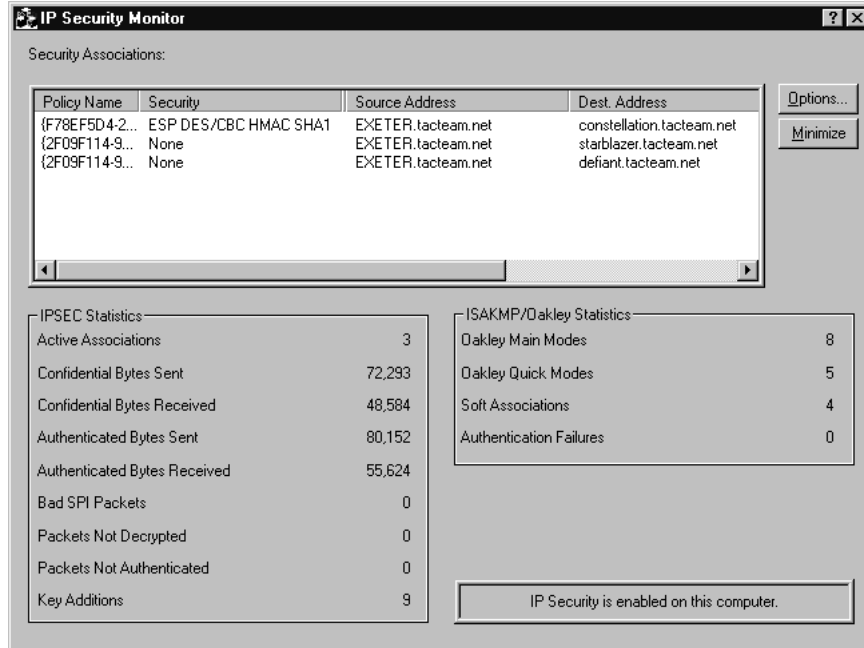 IP Security Monitor
Security Associations:
Policy Name Security Source Address Dest. Address
{F78EF5D4-2... ESP DES/CBC HMAC SHA1 EXETER.tacteam.net constellation.tacteam.net
{2F09F114-9... None EXETER.tacteam.net starblazer.tacteam.net
{2F09F114-9... None EXETER.tacteam.net defiant.tacteam.net
Options...
Minimize
IPSEC Statistics
Active Associations 3
Confidential Bytes Sent 72,293
Confidential Bytes Received 48,584
Authenticated Bytes Sent 80,152
Authenticated Bytes Received 55,624
Bad SPI Packets 0
Packets Not Decrypted 0
Packets Not Authenticated 0
Key Additions 9
ISAKMP/Oakley Statistics
Oakley Main Modes 8
Oakley Quick Modes 5
Soft Associations 4
Authentication Failures 0
IP Security is enabled on this computer.